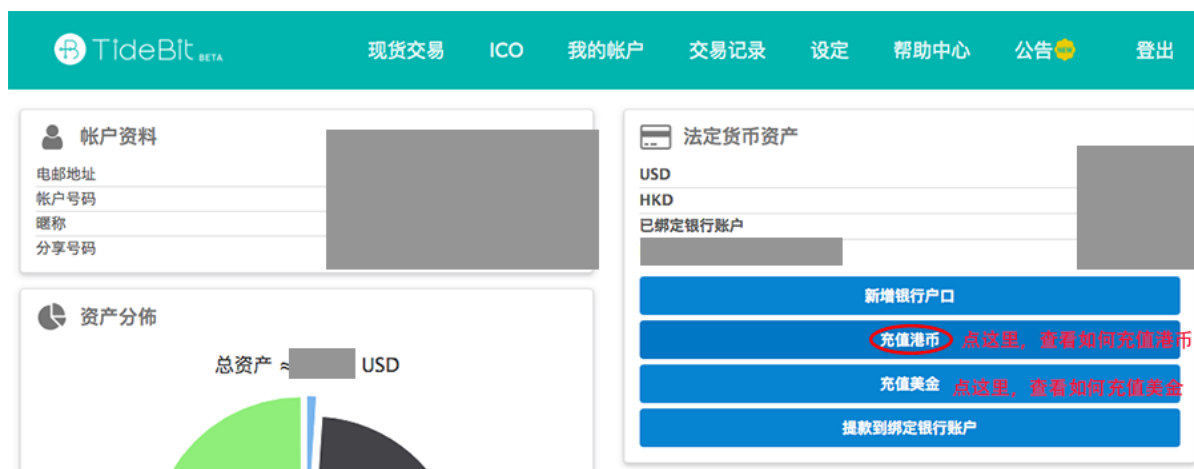 TideBit BETA 现货交易 ICO 我的帐户 交易记录 设定 帮助中心 公告 NEW 登出
帐户资料
电邮地址
帐户号码
暱称
分享号码
资产分佈
总资产 ≈ USD
法定货币资产
USD
HKD
已绑定银行账户
新增银行户口
充值港币 点这里，查看如何充值港币
充值美金 点这里，查看如何充值美金
提款到绑定银行账户